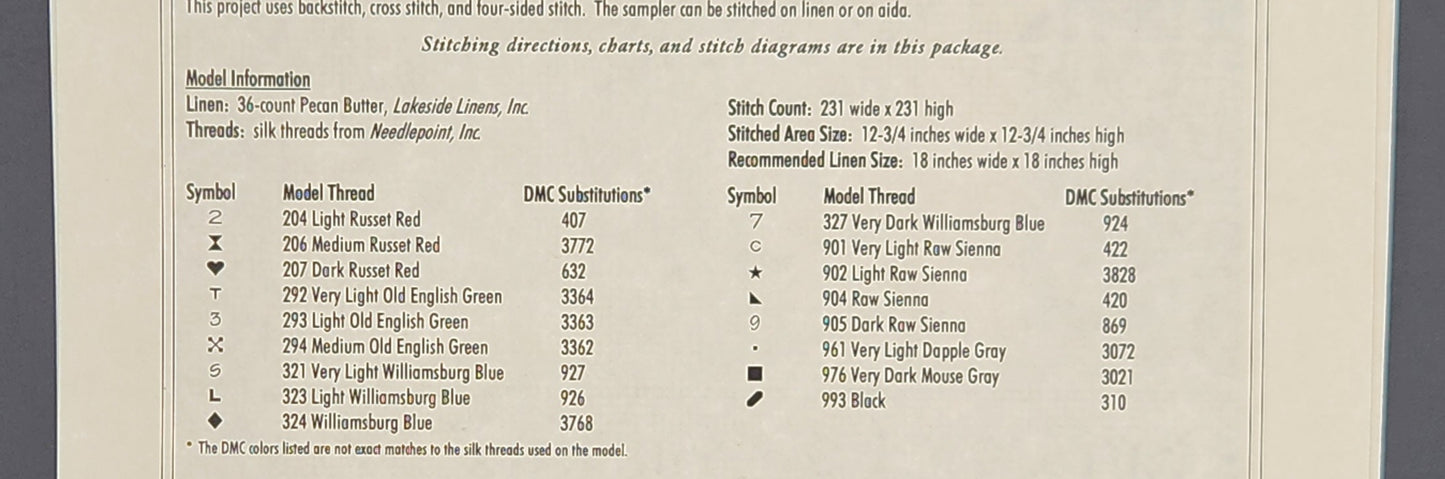 This project uses backstitch, cross stitch, and four-sided stitch. The sampler can be stitched on linen or on aida.
Stitching directions, charts, and stitch diagrams are in this package.
Model Information
Linen: 36-count Pecan Butter, Lakeside Linens, Inc.
Threads: silk threads from Needlepoint, Inc.
Stitch Count: 231 wide x 231 high
Stitched Area Size: 12-3/4 inches wide x 12-3/4 inches high
Recommended Linen Size: 18 inches wide x 18 inches high
Symbol Model Thread DMC Substitutions*
2 204 Light Russet Red 407
206 Medium Russet Red 3772
♥ 207 Dark Russet Red 632
T 292 Very Light Old English Green 3364
3 293 Light Old English Green 3363
294 Medium Old English Green 3362
S 321 Very Light Williamsburg Blue 927
L 323 Light Williamsburg Blue 926
◆ 324 Williamsburg Blue 3768
Symbol Model Thread DMC Substitutions*
7 327 Very Dark Williamsburg Blue 924
C 901 Very Light Raw Sienna 422
★ 902 Light Raw Sienna 3828
◣ 904 Raw Sienna 420
9 905 Dark Raw Sienna 869
• 961 Very Light Dapple Gray 3072
■ 976 Very Dark Mouse Gray 3021
993 Black 310
* The DMC colors listed are not exact matches to the silk threads used on the model.